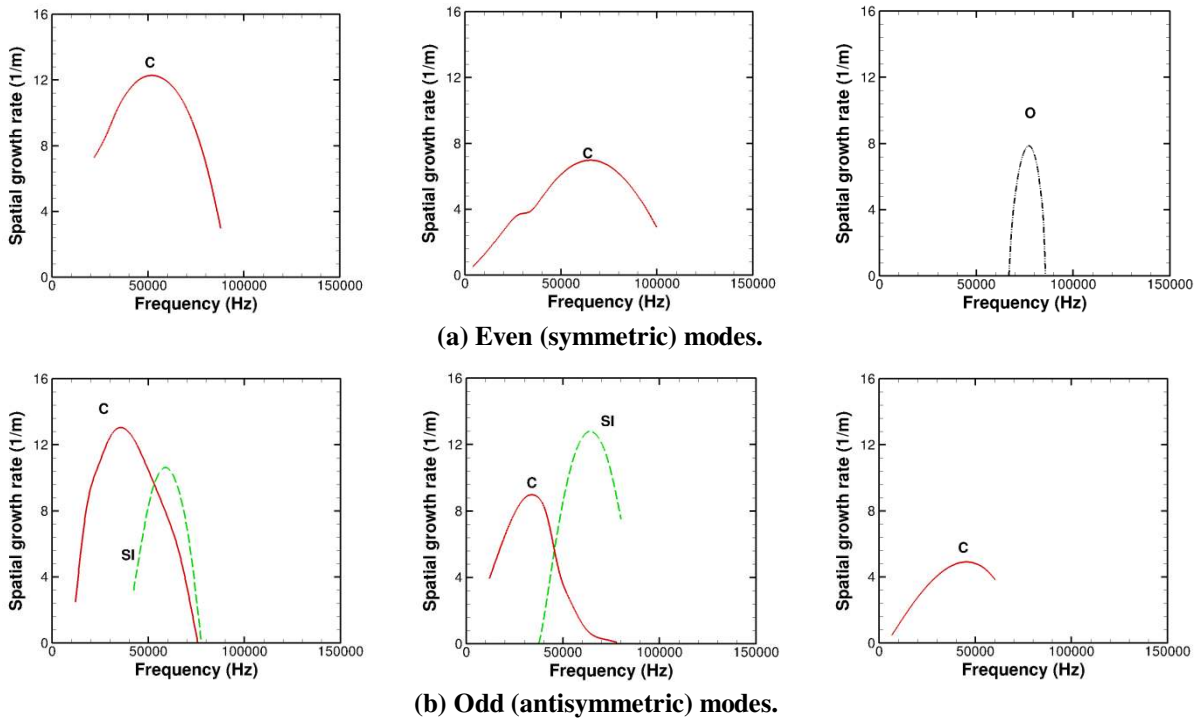 16
12
8
4
0
Spatial growth rate (1/m)
C
0 50000 100000 150000
Frequency (Hz)
16
12
8
4
0
Spatial growth rate (1/m)
C
0 50000 100000 150000
Frequency (Hz)
16
12
8
4
0
Spatial growth rate (1/m)
O
0 50000 100000 150000
Frequency (Hz)
(a) Even (symmetric) modes.
16
12
8
4
0
Spatial growth rate (1/m)
C
SI
0 50000 100000 150000
Frequency (Hz)
16
12
8
4
0
Spatial growth rate (1/m)
SI
C
0 50000 100000 150000
Frequency (Hz)
16
12
8
4
0
Spatial growth rate (1/m)
C
0 50000 100000 150000
Frequency (Hz)
(b) Odd (antisymmetric) modes.